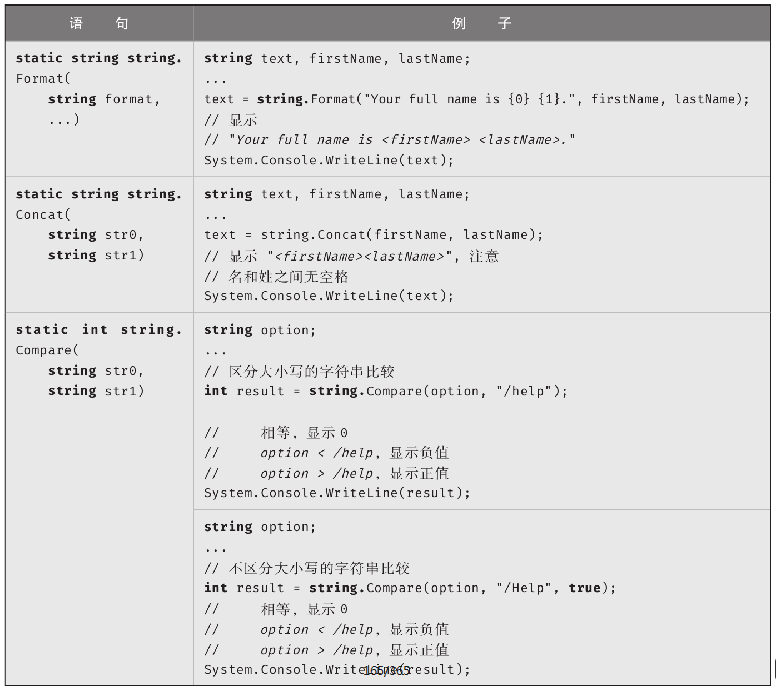 语 句
例 子
static string string.
Format(
string format,
...)
string text, firstName, lastName;
...
text = string.Format("Your full name is {0} {1}.", firstName, lastName);
// 显示
// "Your full name is <firstName> <lastName>."
System.Console.WriteLine(text);
static string string.
Concat(
string str0,
string str1)
string text, firstName, lastName;
...
text = string.Concat(firstName, lastName);
// 显示 "<firstName><lastName>", 注意
// 名和姓之间无空格
System.Console.WriteLine(text);
static int string.
Compare(
string str0,
string str1)
string option;
...
// 区分大小写的字符串比较
int result = string.Compare(option, "/help");
// 相等, 显示 0
// option < /help, 显示负值
// option > /help, 显示正值
System.Console.WriteLine(result);
string option;
...
// 不区分大小写的字符串比较
int result = string.Compare(option, "/Help", true);
// 相等, 显示 0
// option < /help, 显示负值
// option > /help, 显示正值
System.Console.WriteLine(result);